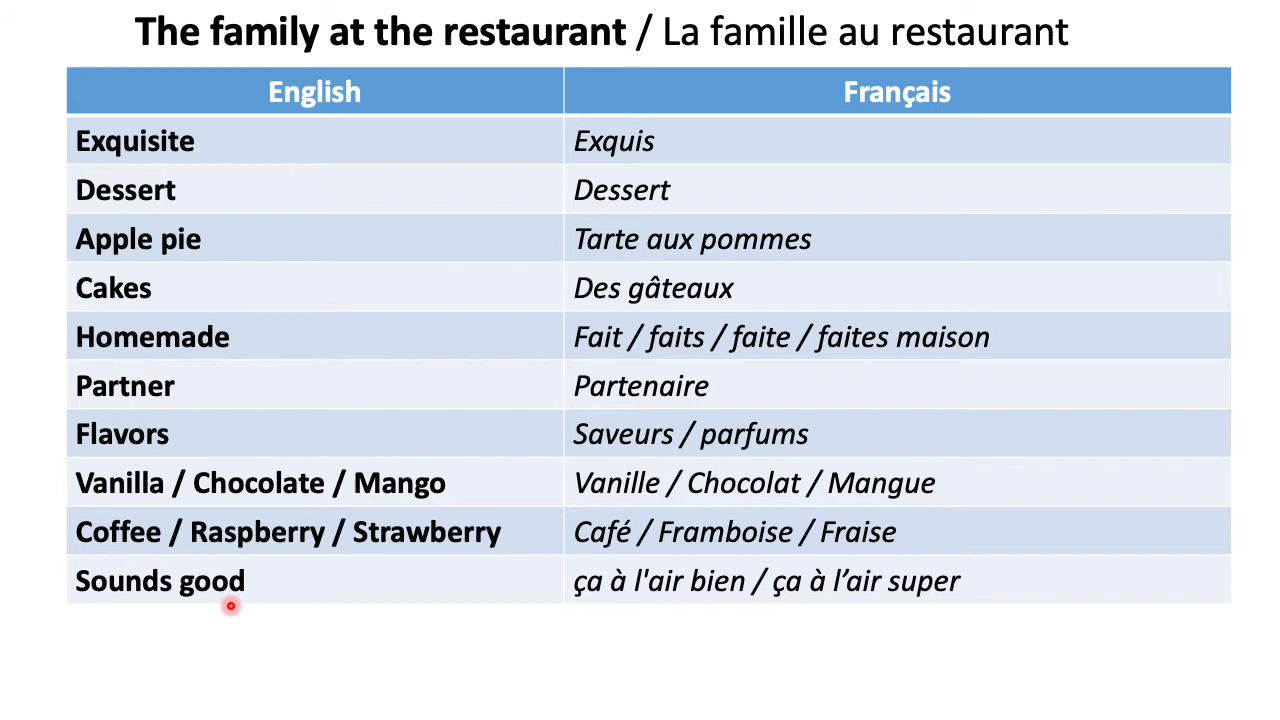 The family at the restaurant / La famille au restaurant
English Français
Exquisite Exquis
Dessert Dessert
Apple pie Tarte aux pommes
Cakes Des gâteaux
Homemade Fait / faits / faite / faites maison
Partner Partenaire
Flavors Saveurs / parfums
Vanilla / Chocolate / Mango Vanille / Chocolat / Mangue
Coffee / Raspberry / Strawberry Café / Framboise / Fraise
Sounds good ça à l'air bien / ça à l’air super